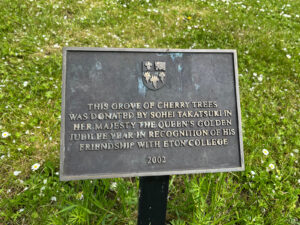 THIS GROVE OF CHERRY TREES
WAS DONATED BY SOHEI TAKATSUKI IN
HER MAJESTY THE QUEEN'S GOLDEN
JUBILEE YEAR IN RECOGNITION OF HIS
FRIENDSHIP WITH ETON COLLEGE
2002